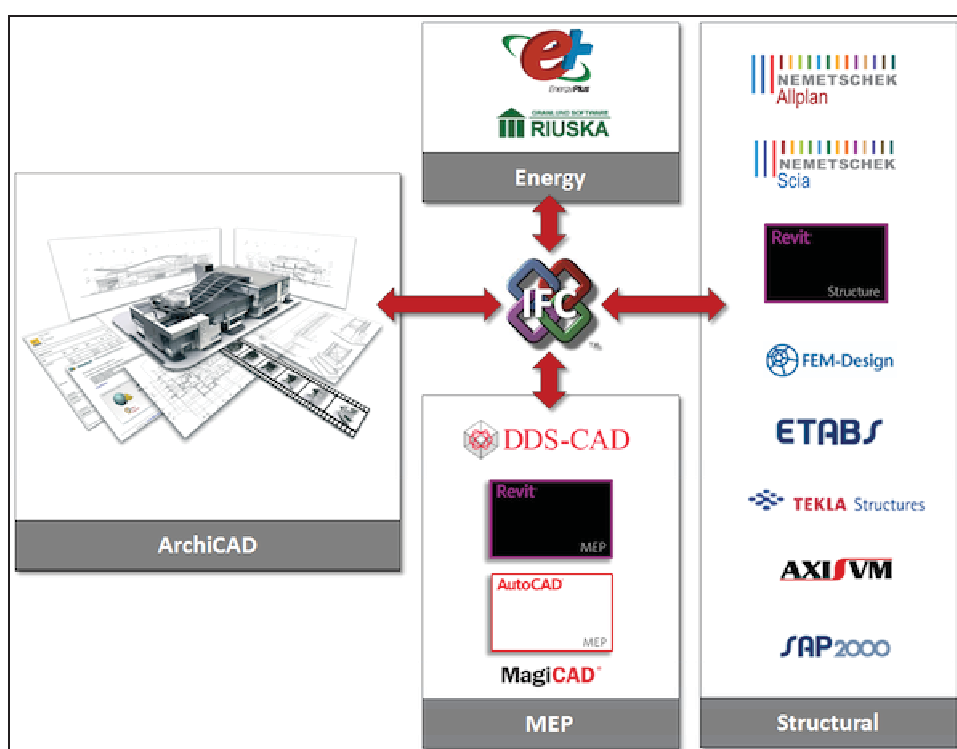 e+
EnergyPlus
GRANLUND SOFTWARE
RIUSKA
Energy
ArchiCAD
IFC
TM
DDS-CAD
Revit
MEP
AutoCAD
MEP
MagiCAD
MEP
NEMETSCHEK
Allplan
NEMETSCHEK
Scia
Revit
Structure
FEM-Design
ETABS
TEKLA Structures
AXISVM
SAP2000
Structural